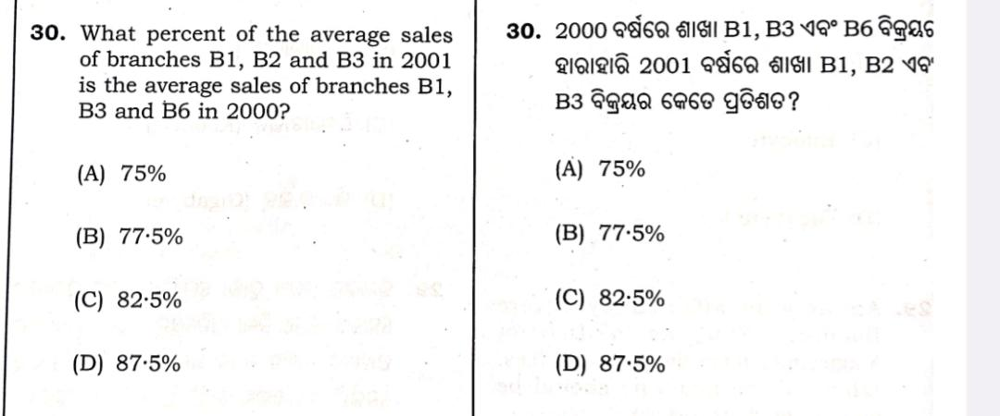 30. What percent of the average sales
of branches B1, B2 and B3 in 2001
is the average sales of branches B1,
B3 and B6 in 2000?
(A) 75%
(B) 77·5%
(C) 82·5%
(D) 87·5%
30. 2000 ବର୍ଷରେ ଶାଖା B1, B3 ଏବଂ B6 ବିକ୍ରୟର
ହାରାହାରି 2001 ବର୍ଷରେ ଶାଖା B1, B2 ଏବଂ
B3 ବିକ୍ରୟର କେତେ ପ୍ରତିଶତ?
(A) 75%
(B) 77·5%
(C) 82·5%
(D) 87·5%